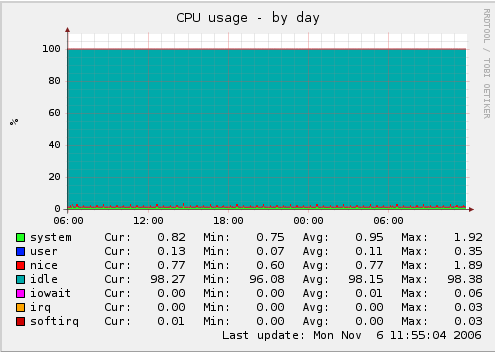 CPU usage - by day
RRDTOOL / TOBI OETIKER
100
80
60
40
20
0
%
06:00 12:00 18:00 00:00 06:00
system Cur: 0.82 Min: 0.75 Avg: 0.95 Max: 1.92
user Cur: 0.13 Min: 0.07 Avg: 0.11 Max: 0.35
nice Cur: 0.77 Min: 0.60 Avg: 0.77 Max: 1.89
idle Cur: 98.27 Min: 96.08 Avg: 98.15 Max: 98.38
iowait Cur: 0.00 Min: 0.00 Avg: 0.01 Max: 0.06
irq Cur: 0.00 Min: 0.00 Avg: 0.00 Max: 0.03
softirq Cur: 0.01 Min: 0.00 Avg: 0.00 Max: 0.03
Last update: Mon Nov 6 11:55:04 2006